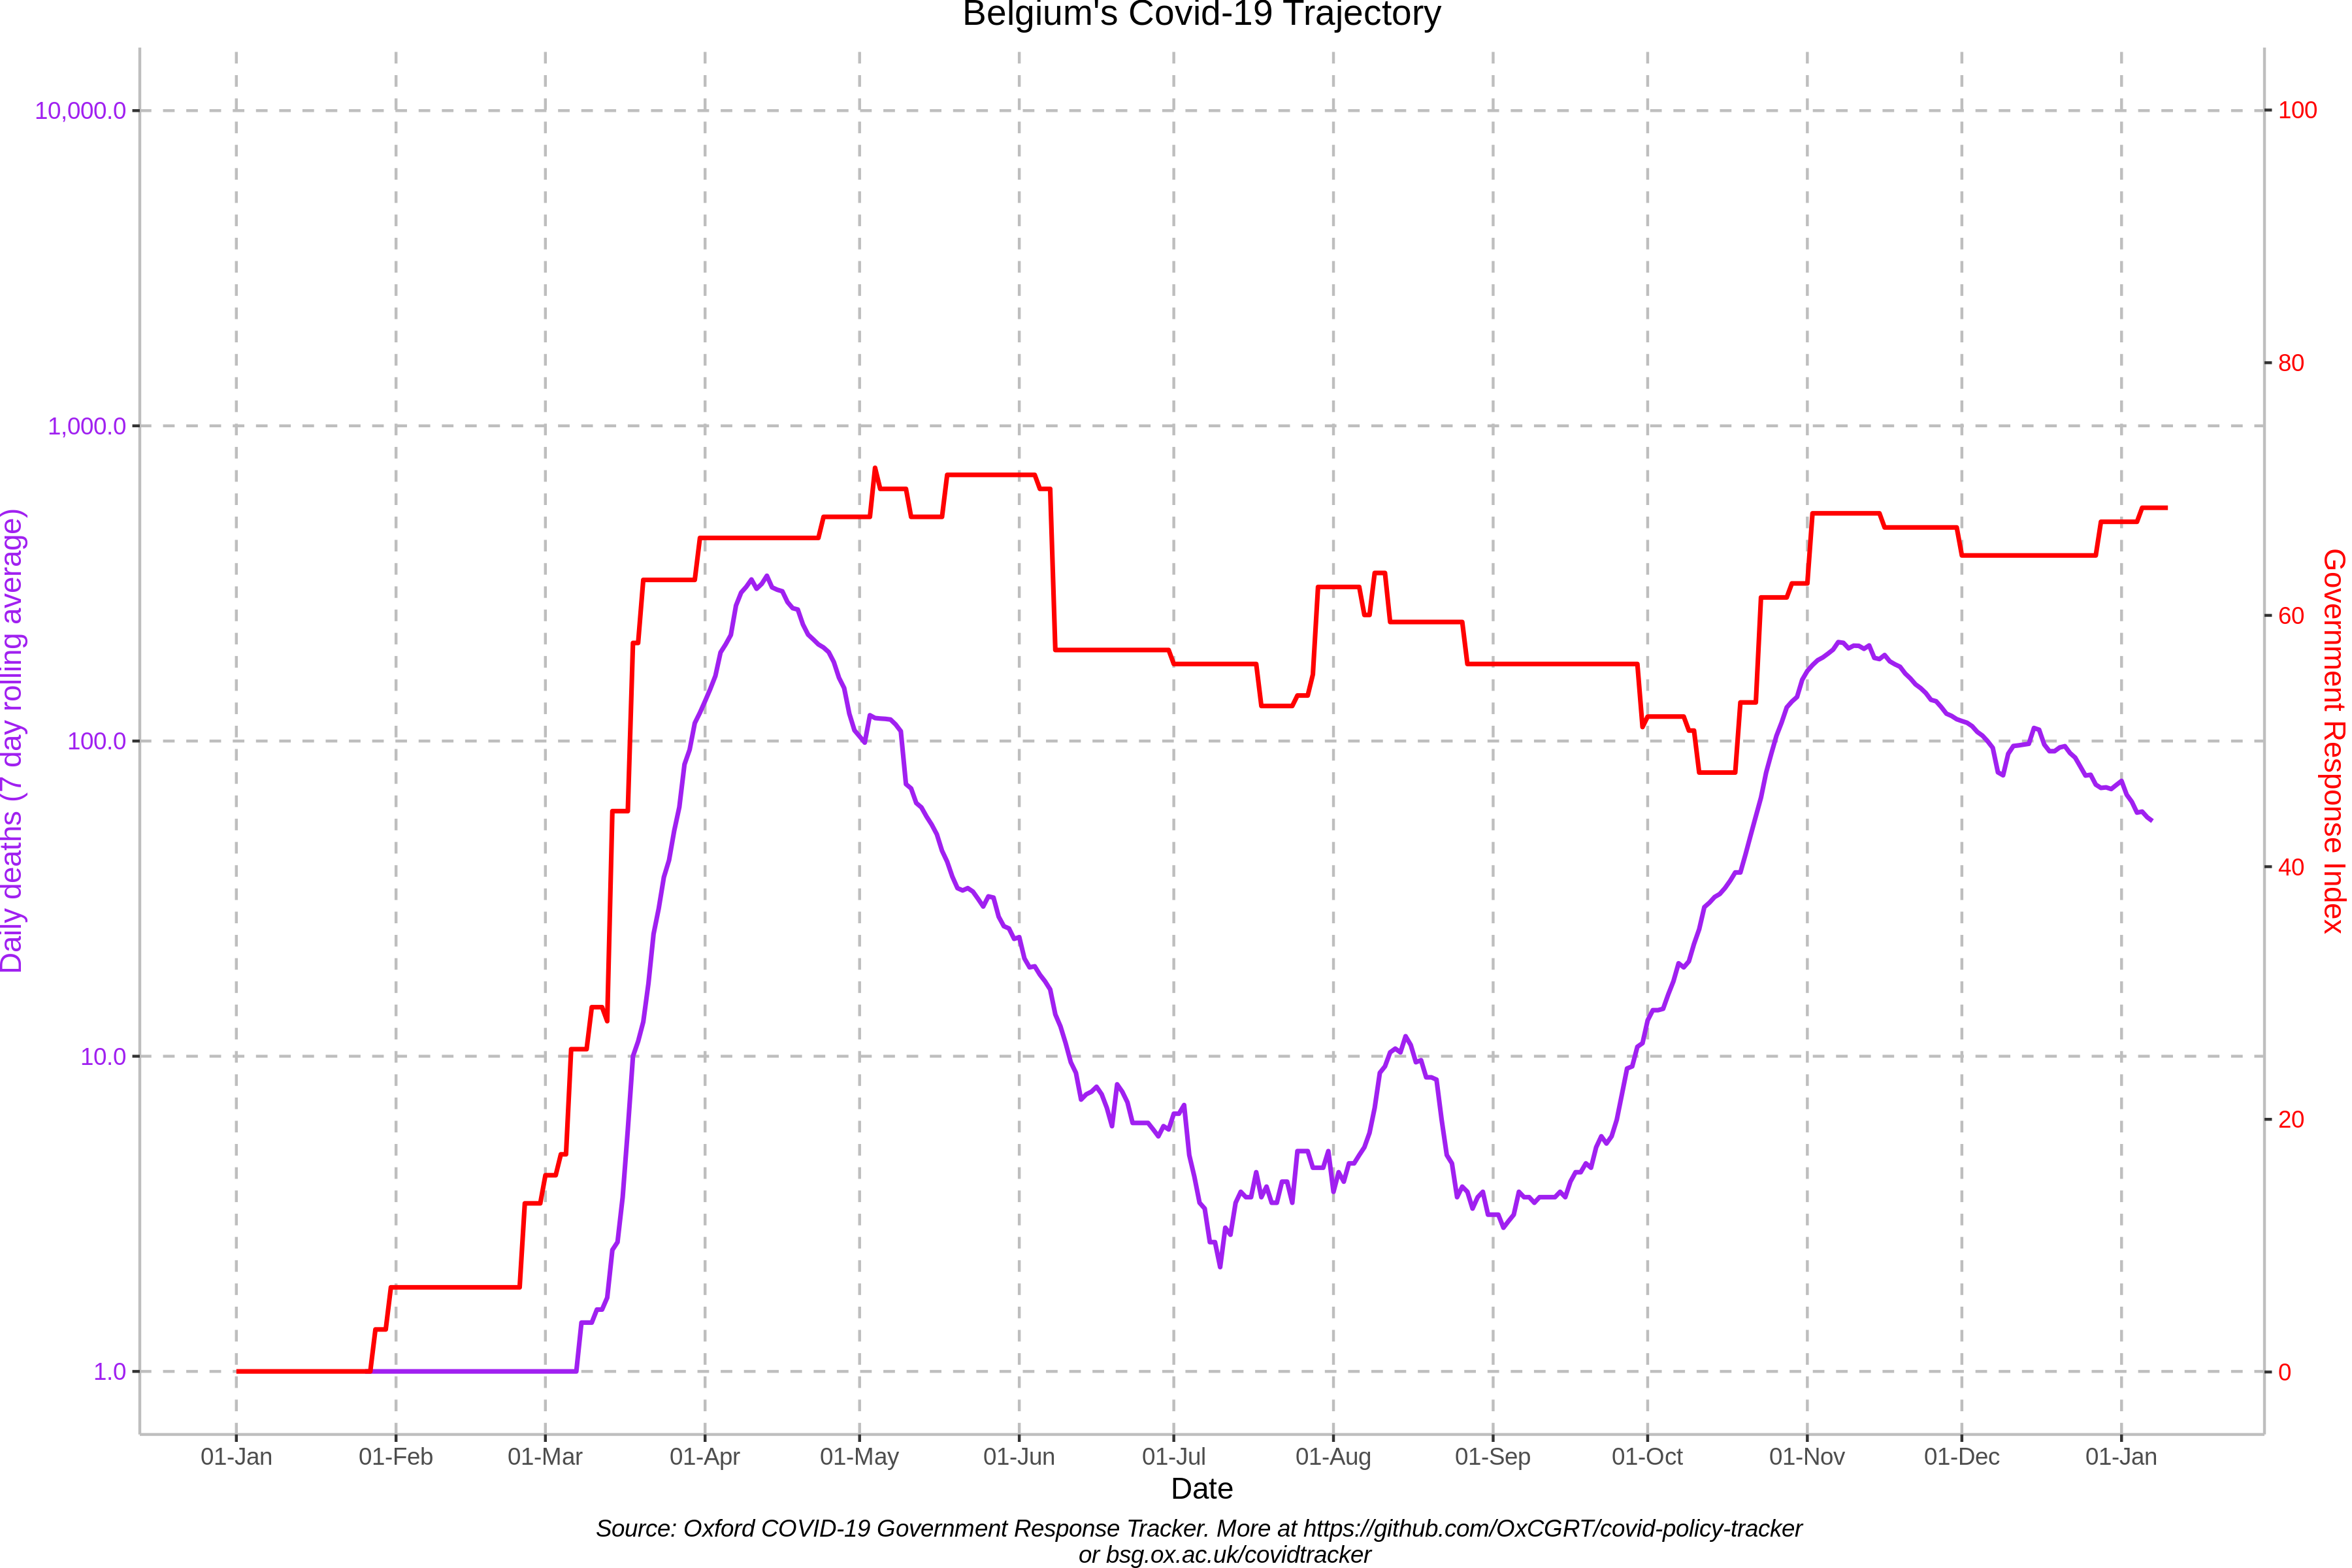 Belgium's Covid-19 Trajectory
10,000.0
1,000.0
100.0
10.0
1.0
Daily deaths (7 day rolling average)
100
80
60
40
20
0
Government Response Index
01-Jan 01-Feb 01-Mar 01-Apr 01-May 01-Jun 01-Jul 01-Aug 01-Sep 01-Oct 01-Nov 01-Dec 01-Jan
Date
Source: Oxford COVID-19 Government Response Tracker. More at https://github.com/OxCGRT/covid-policy-tracker
or bsg.ox.ac.uk/covidtracker